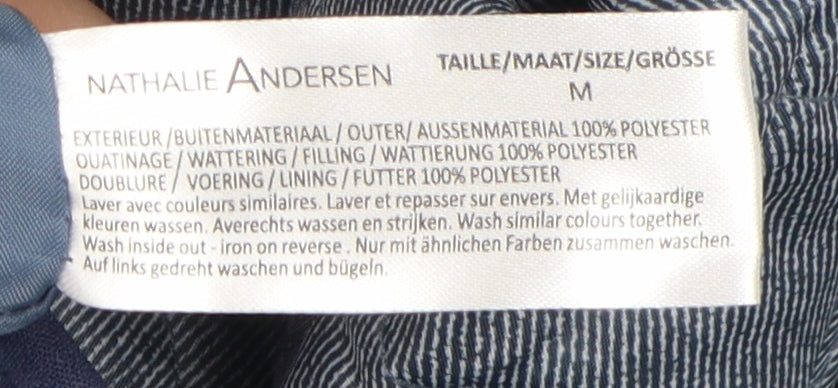 NATHALIE ANDERSEN
TAILLE/MAAT/SIZE/GRÖSSE
M
EXTERIEUR /BUITENMATERIAAL / OUTER/ AUSSENMATERIAL 100% POLYESTER
OUATINAGE / WATTERING / FILLING / WATTIERUNG 100% POLYESTER
DOUBLURE / VOERING / LINING / FUTTER 100% POLYESTER
Laver avec couleurs similaires. Laver et repasser sur envers. Met gelijkaardige
kleuren wassen. Averechts wassen en strijken. Wash similar colours together.
Wash inside out - iron on reverse . Nur mit ähnlichen Farben zusammen waschen.
Auf links gedreht waschen und bügeln.